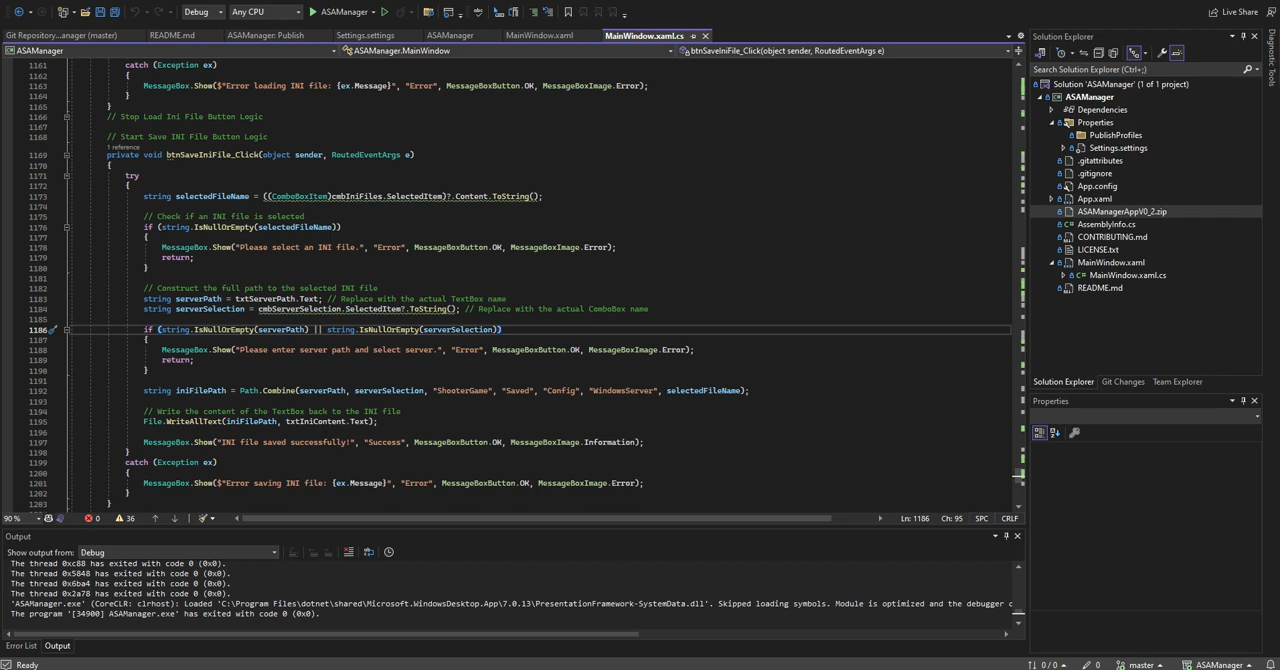 Debug
Any CPU
ASAManager
Live Share
Git Repository...anager (master)
README.md
ASAManager: Publish
ASAManager
MainWindow.xaml
MainWindow.xaml.cs
ASAManager
ASAManager.MainWindow
btnSaveIniFile_Click(object sender, RoutedEventArgs e)
1161 catch (Exception ex)
1162 {
1163 MessageBox.Show($"Error loading INI file: {ex.Message}", "Error", MessageBoxButton.OK, MessageBoxImage.Error);
1164 }
1165 }
1166 // Stop Load Ini File Button Logic
1167
1168 // Start Save INI File Button Logic
1 reference
1169 private void btnSaveIniFile_Click(object sender, RoutedEventArgs e)
1170 {
1171 try
1172 {
1173 string selectedFileName = ((ComboBoxItem)cmbIniFiles.SelectedItem)?.Content.ToString();
1174
1175 // Check if an INI file is selected
1176 if (string.IsNullOrEmpty(selectedFileName))
1177 {
1178 MessageBox.Show("Please select an INI file.", "Error", MessageBoxButton.OK, MessageBoxImage.Error);
1179 return;
1180 }
1181
1182 // Construct the full path to the selected INI file
1183 string serverPath = txtServerPath.Text; // Replace with the actual TextBox name
1184 string serverSelection = cmbServerSelection.SelectedItem?.ToString(); // Replace with the actual ComboBox name
1185
1186 if (string.IsNullOrEmpty(serverPath) || string.IsNullOrEmpty(serverSelection))
1187 {
1188 MessageBox.Show("Please enter server path and select server.", "Error", MessageBoxButton.OK, MessageBoxImage.Error);
1189 return;
1190 }
1191
1192 string iniFilePath = Path.Combine(serverPath, serverSelection, "ShooterGame", "Saved", "Config", "WindowsServer", selectedFileName);
1193
1194 // Write the content of the TextBox back to the INI file
1195 File.WriteAllText(iniFilePath, txtIniContent.Text);
1196
1197 MessageBox.Show("INI file saved successfully!", "Success", MessageBoxButton.OK, MessageBoxImage.Information);
1198 }
1199 catch (Exception ex)
1200 {
1201 MessageBox.Show($"Error saving INI file: {ex.Message}", "Error", MessageBoxButton.OK, MessageBoxImage.Error);
1202 }
1203 }
90 %
0
36
Ln: 1186
Ch: 95
SPC
CRLF
Output
Show output from: Debug
The thread 0xc88 has exited with code 0 (0x0).
The thread 0x5848 has exited with code 0 (0x0).
The thread 0x6ba4 has exited with code 0 (0x0).
The thread 0x2a78 has exited with code 0 (0x0).
'ASAManager.exe' (CoreCLR: clrhost): Loaded 'C:\Program Files\dotnet\shared\Microsoft.WindowsDesktop.App\7.0.13\PresentationFramework-SystemData.dll'. Skipped loading symbols. Module is optimized and the debugger c
The program '[34900] ASAManager.exe' has exited with code 0 (0x0).
Error List
Output
Ready
0 / 0
0
master
ASAManager
Solution Explorer
Search Solution Explorer (Ctrl+;)
Solution 'ASAManager' (1 of 1 project)
ASAManager
Dependencies
Properties
PublishProfiles
Settings.settings
.gitattributes
.gitignore
App.config
App.xaml
ASAManagerAppV0_2.zip
AssemblyInfo.cs
CONTRIBUTING.md
LICENSE.txt
MainWindow.xaml
MainWindow.xaml.cs
README.md
Solution Explorer
Git Changes
Team Explorer
Properties
Diagnostic Tools